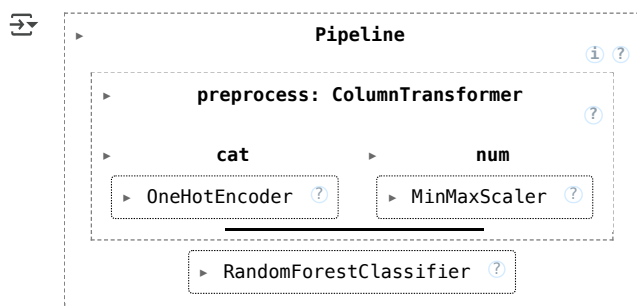 Pipeline
i ?
preprocess: ColumnTransformer
?
cat num
OneHotEncoder ? MinMaxScaler ?
RandomForestClassifier ?